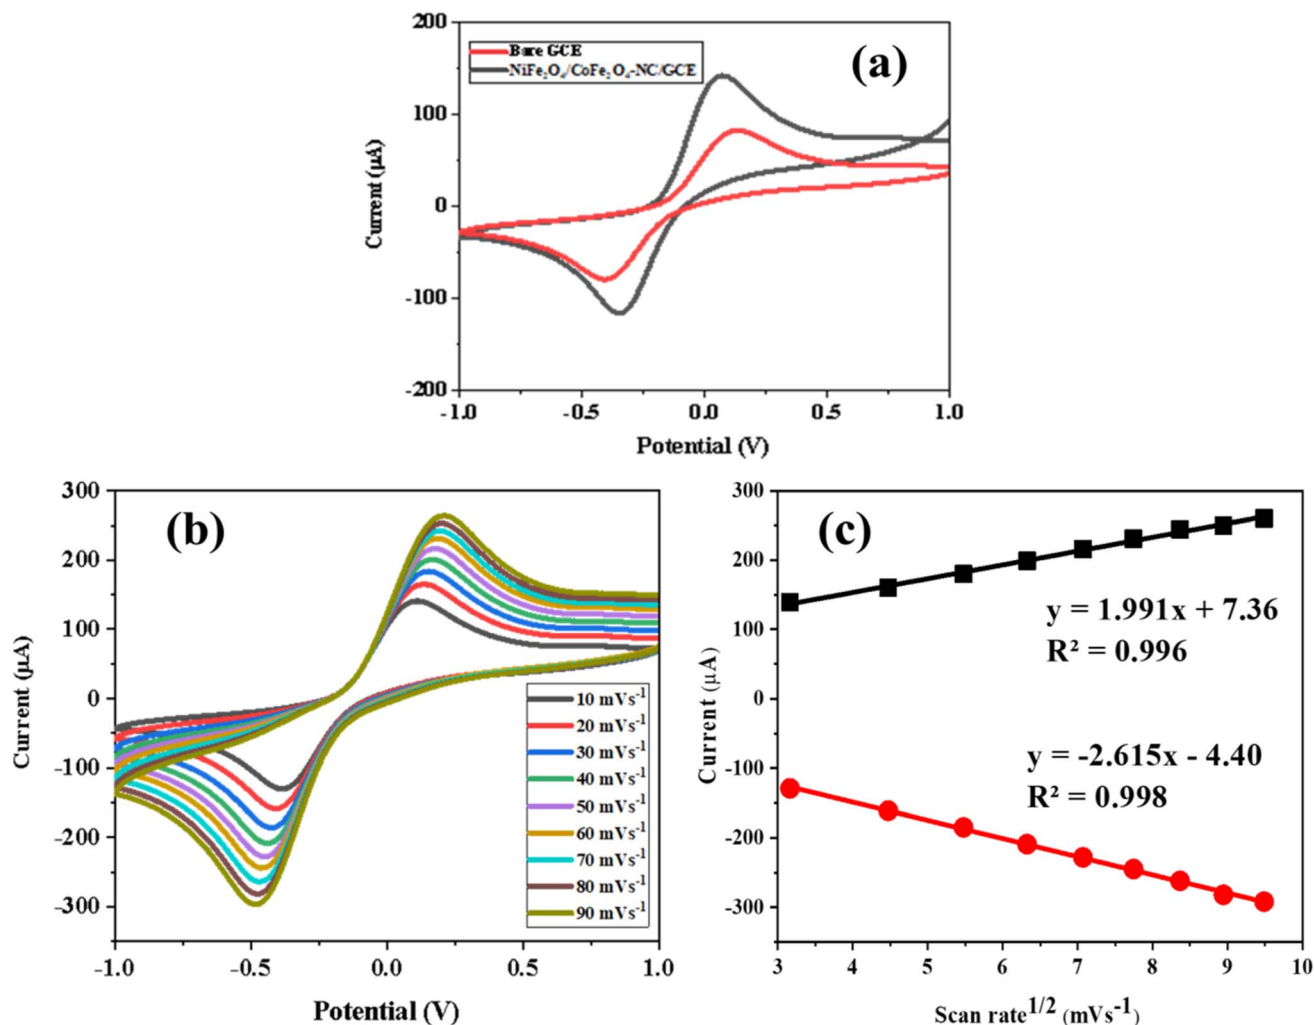 200
100
0
-100
-200
Current (µA)
Bare GCE
NiFe₂O₄/CoFe₂O₄-NC/GCE
(a)
-1.0 -0.5 0.0 0.5 1.0
Potential (V)
300
200
100
0
-100
-200
-300
Current (µA)
(b)
10 mVs⁻¹
20 mVs⁻¹
30 mVs⁻¹
40 mVs⁻¹
50 mVs⁻¹
60 mVs⁻¹
70 mVs⁻¹
80 mVs⁻¹
90 mVs⁻¹
-1.0 -0.5 0.0 0.5 1.0
Potential (V)
300
200
100
0
-100
-200
-300
Current (µA)
(c)
y = 1.991x + 7.36
R² = 0.996
y = -2.615x - 4.40
R² = 0.998
3 4 5 6 7 8 9 10
Scan rate¹ᐟ² (mVs⁻¹)